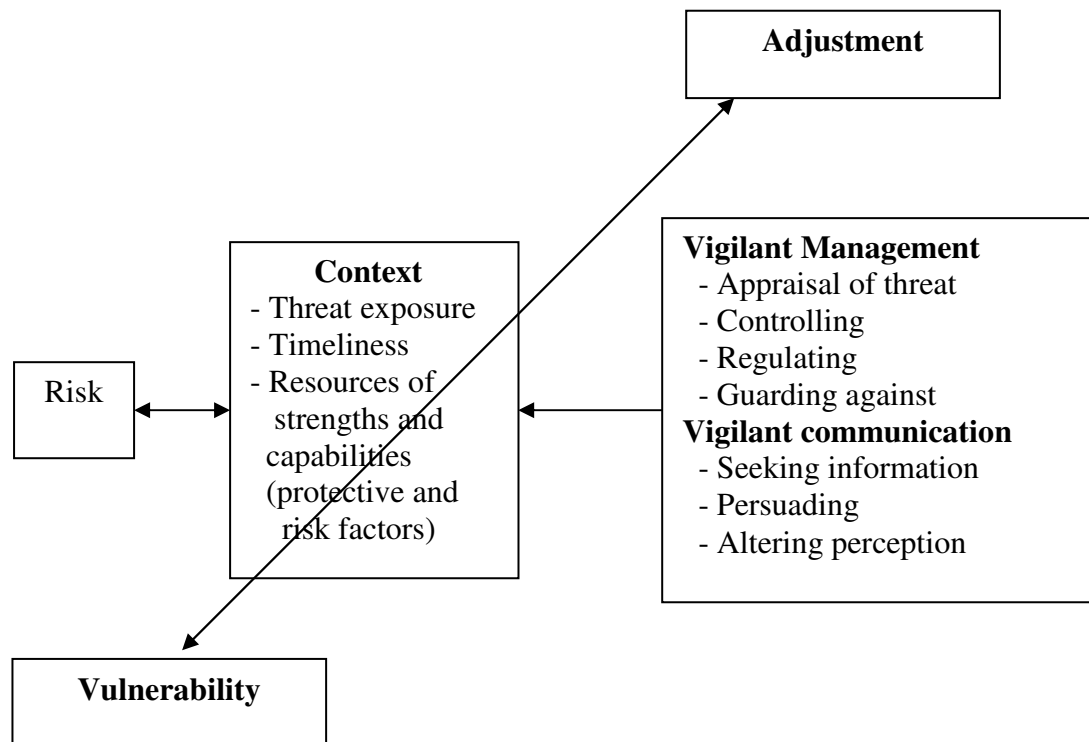 Adjustment
Risk
Context
- Threat exposure
- Timeliness
- Resources of
strengths and
capabilities
(protective and
risk factors)
Vigilant Management
- Appraisal of threat
- Controlling
- Regulating
- Guarding against
Vigilant communication
- Seeking information
- Persuading
- Altering perception
Vulnerability